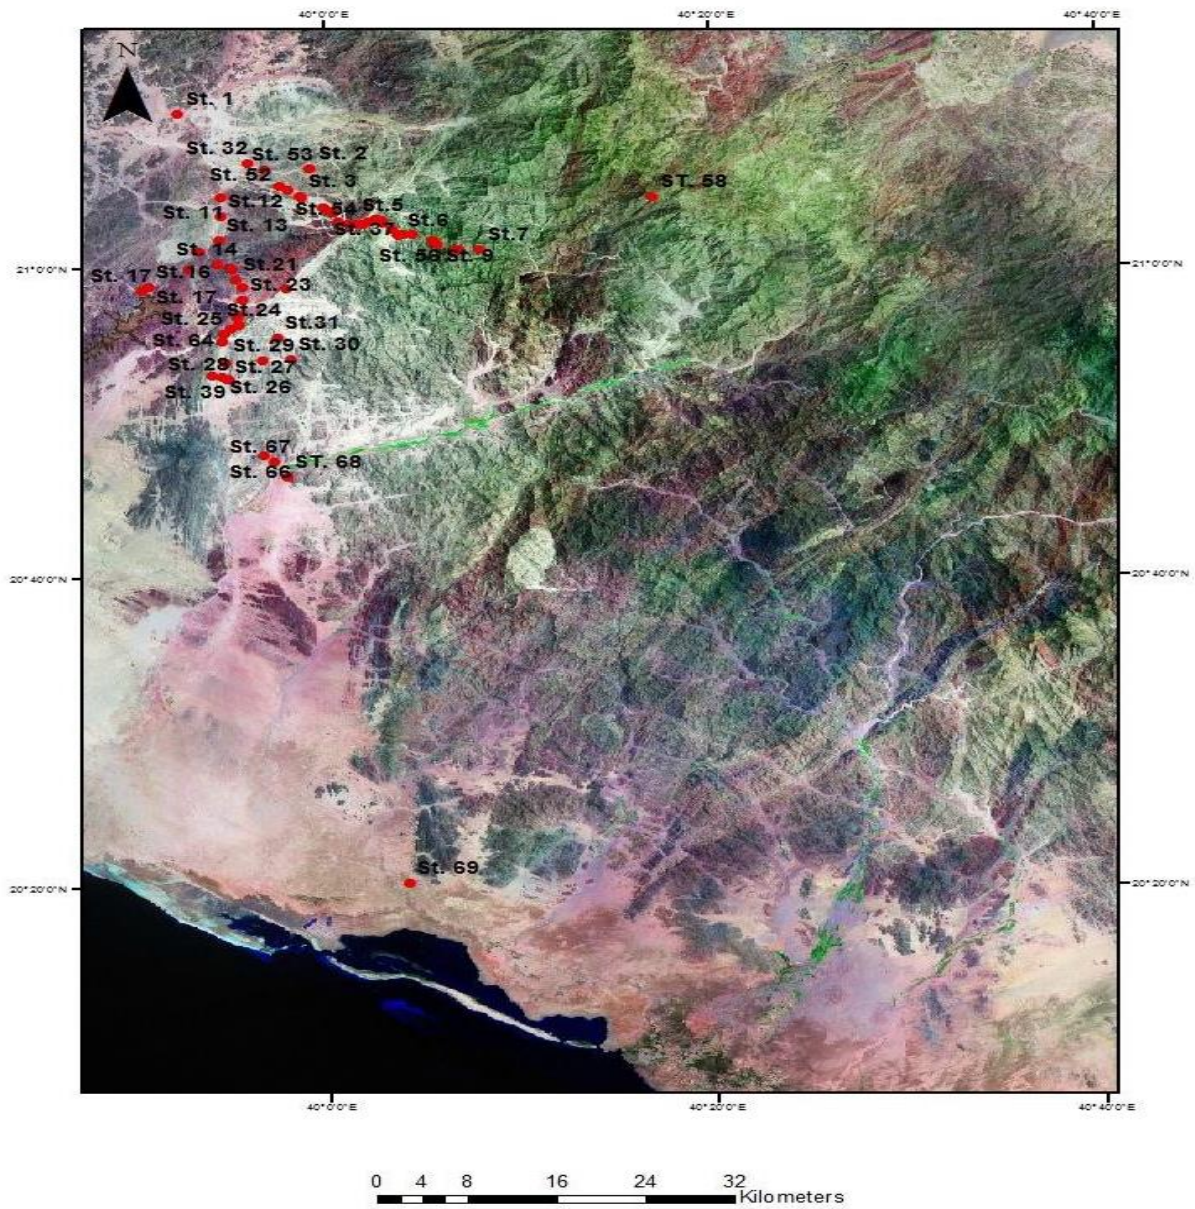 40°0'0"E 40°20'0"E 40°40'0"E
N
St. 1
St. 32 St. 53 St. 2
St. 52 St. 3
ST. 58
St. 12 St. 54 St.5
St. 11 St. 37 St.6
St. 13 St.7
St. 14 St. 56 St. 9
21°0'0"N 21°0'0"N
St. 17 St. 16 St.21
St. 17 St. 23
St. 25 St.24
St.31
St. 64 St. 29 St. 30
St. 28 St. 27
St. 39 St. 26
St. 67
St. 66 ST. 68
20°40'0"N 20°40'0"N
St. 69
20°20'0"N 20°20'0"N
40°0'0"E 40°20'0"E 40°40'0"E
0 4 8 16 24 32
Kilometers